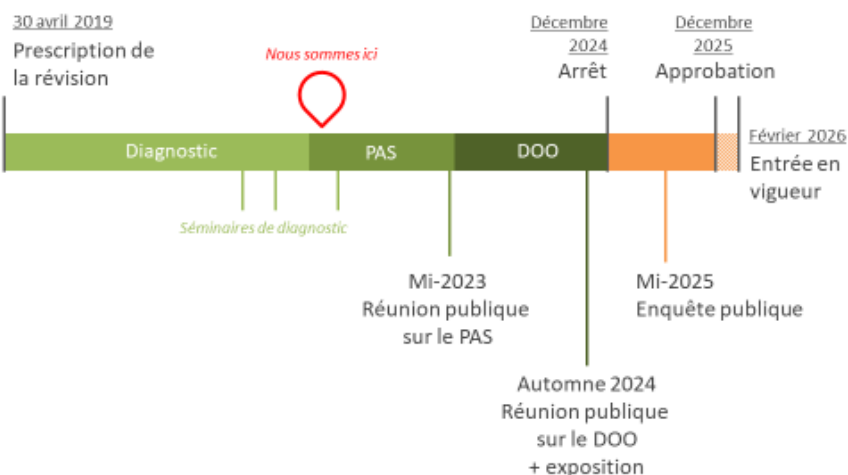 30 avril 2019
Prescription de
la révision
Nous sommes ici
Décembre
2024
Arrêt
Décembre
2025
Approbation
Diagnostic
PAS
DOO
Février 2026
Entrée en
vigueur
Séminaires de diagnostic
Mi-2023
Réunion publique
sur le PAS
Mi-2025
Enquête publique
Automne 2024
Réunion publique
sur le DOO
+ exposition